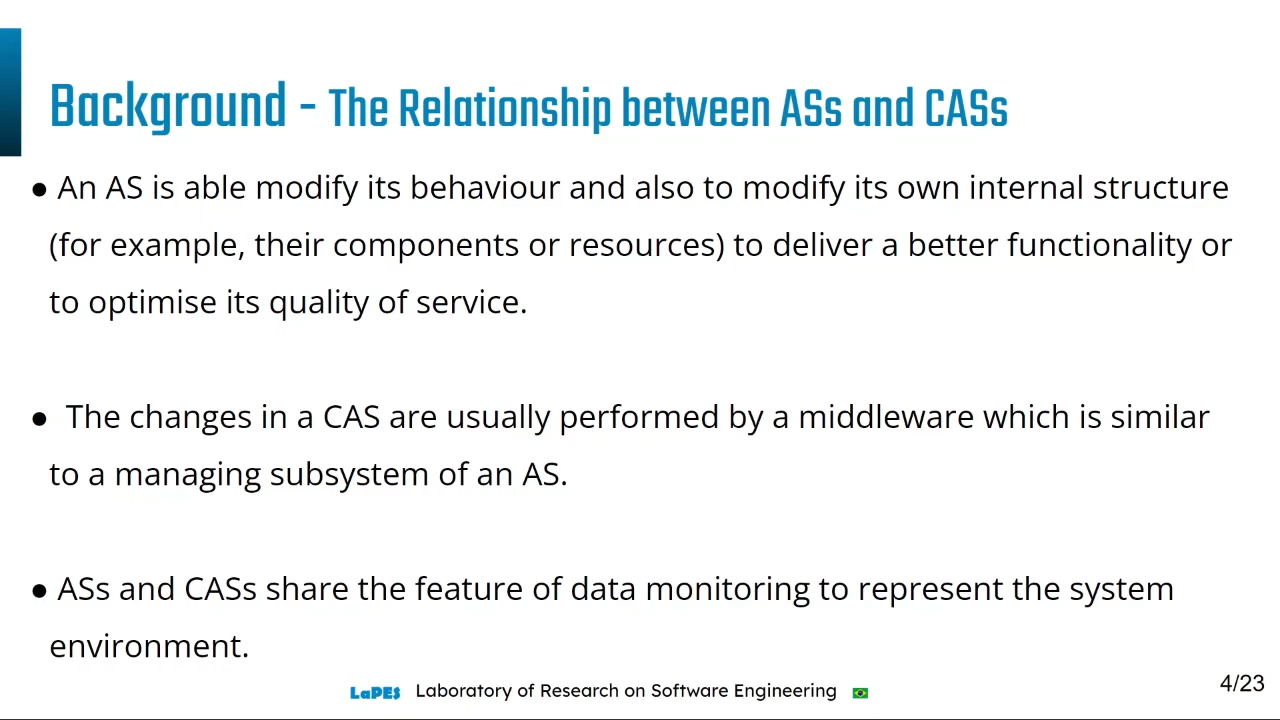 Background - The Relationship between ASs and CASs
● An AS is able modify its behaviour and also to modify its own internal structure
(for example, their components or resources) to deliver a better functionality or
to optimise its quality of service.
● The changes in a CAS are usually performed by a middleware which is similar
to a managing subsystem of an AS.
● ASs and CASs share the feature of data monitoring to represent the system
environment.
LaPES Laboratory of Research on Software Engineering
4/23